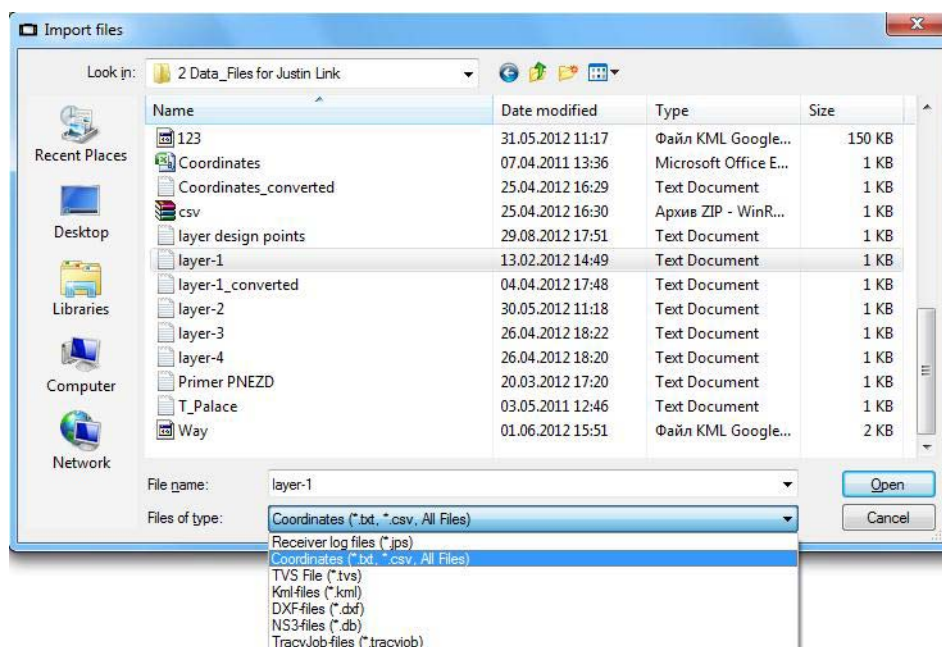 Import files
Look in: 2 Data_Files for Justin Link
Name Date modified Type Size
123 31.05.2012 11:17 Файл KML Google... 150 KB
Coordinates 07.04.2011 13:36 Microsoft Office E... 1 KB
Coordinates_converted 25.04.2012 16:29 Text Document 1 KB
csv 25.04.2012 16:30 Архив ZIP - WinR... 1 KB
layer design points 29.08.2012 17:51 Text Document 1 KB
layer-1 13.02.2012 14:49 Text Document 1 KB
layer-1_converted 04.04.2012 17:48 Text Document 1 KB
layer-2 30.05.2012 11:18 Text Document 1 KB
layer-3 26.04.2012 18:22 Text Document 1 KB
layer-4 26.04.2012 18:20 Text Document 1 KB
Primer PNEZD 20.03.2012 17:20 Text Document 1 KB
T_Palace 03.05.2011 12:46 Text Document 1 KB
Way 01.06.2012 15:51 Файл KML Google... 2 KB
Recent Places
Desktop
Libraries
Computer
Network
File name: layer-1 Open
Files of type: Coordinates (*.txt, *.csv, All Files) Cancel
Receiver log files (*.jps)
Coordinates (*.txt, *.csv, All Files)
TVS File (*.tvs)
Kml-files (*.kml)
DXF-files (*.dxf)
NS3-files (*.db)
TracyJob-files (*.tracyjob)